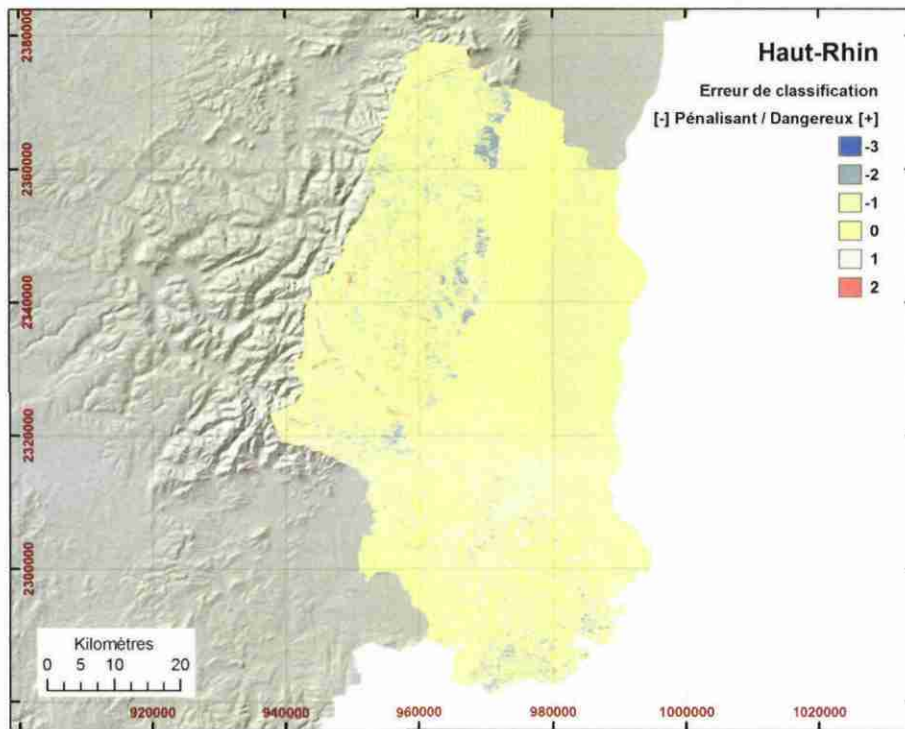 Haut-Rhin
Erreur de classification
[-] Pénalisant / Dangereux [+]
-3
-2
-1
0
1
2
2380000
2360000
2340000
2320000
2300000
Kilomètres
0 5 10 20
920000 940000 960000 980000 1000000 1020000